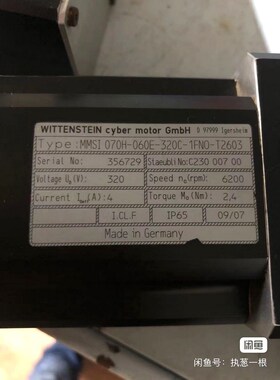 WITTENSTEIN cyber motor GmbH D 97999 Igersheim
Type: MMSI 070H-060E-320C-1FN0-T2603
Serial No: 356729 Staeubli No: C230 007 00
Voltage U (V): 320 Speed n (rpm) 6200
Current I (A): 4 Torque M (Nm): 2,4
I.CL.F IP65 09/07
Made in Germany
闲鱼
闲鱼号：执葱一根